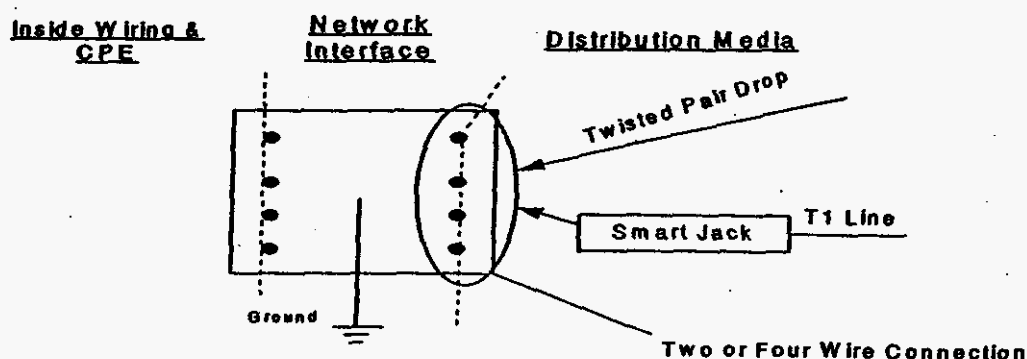 Inside Wiring &
CPE
Network
Interface
Distribution Media
Twisted Pair Drop
Smart Jack
T1 Line
Ground
Two or Four Wire Connection